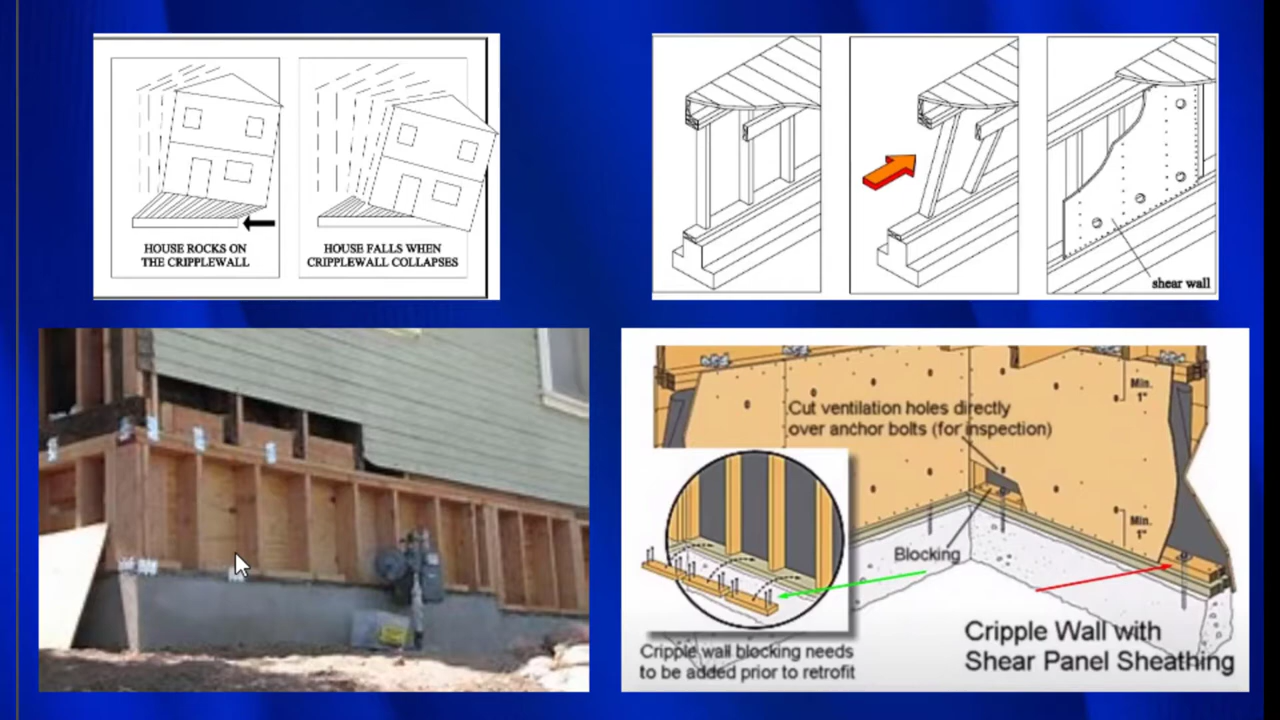 HOUSE ROCKS ON
THE CRIPPLEWALL
HOUSE FALLS WHEN
CRIPPLEWALL COLLAPSES
shear wall
Cut ventilation holes directly
over anchor bolts (for inspection)
Min.
1"
Min.
1"
Blocking
Cripple wall blocking needs
to be added prior to retrofit
Cripple Wall with
Shear Panel Sheathing